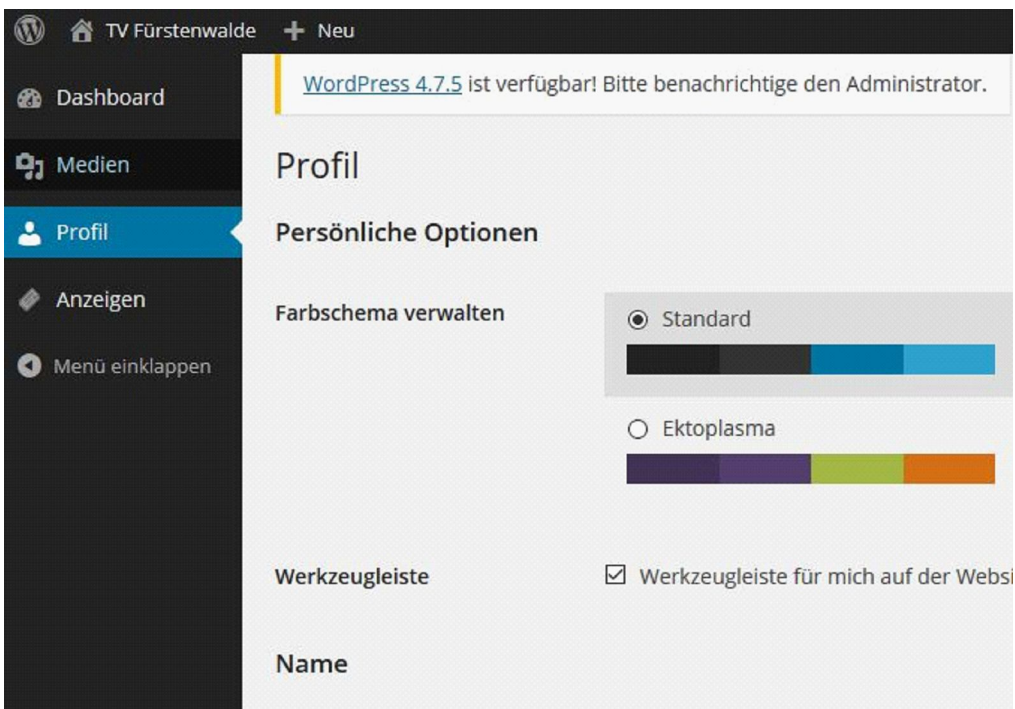 TV Fürstenwalde + Neu
WordPress 4.7.5 ist verfügbar! Bitte benachrichtige den Administrator.
Dashboard
Medien
Profil
Anzeigen
Menü einklappen
Profil
Persönliche Optionen
Farbschema verwalten
Standard
Ektoplasma
Werkzeugleiste
Werkzeugleiste für mich auf der Websi
Name